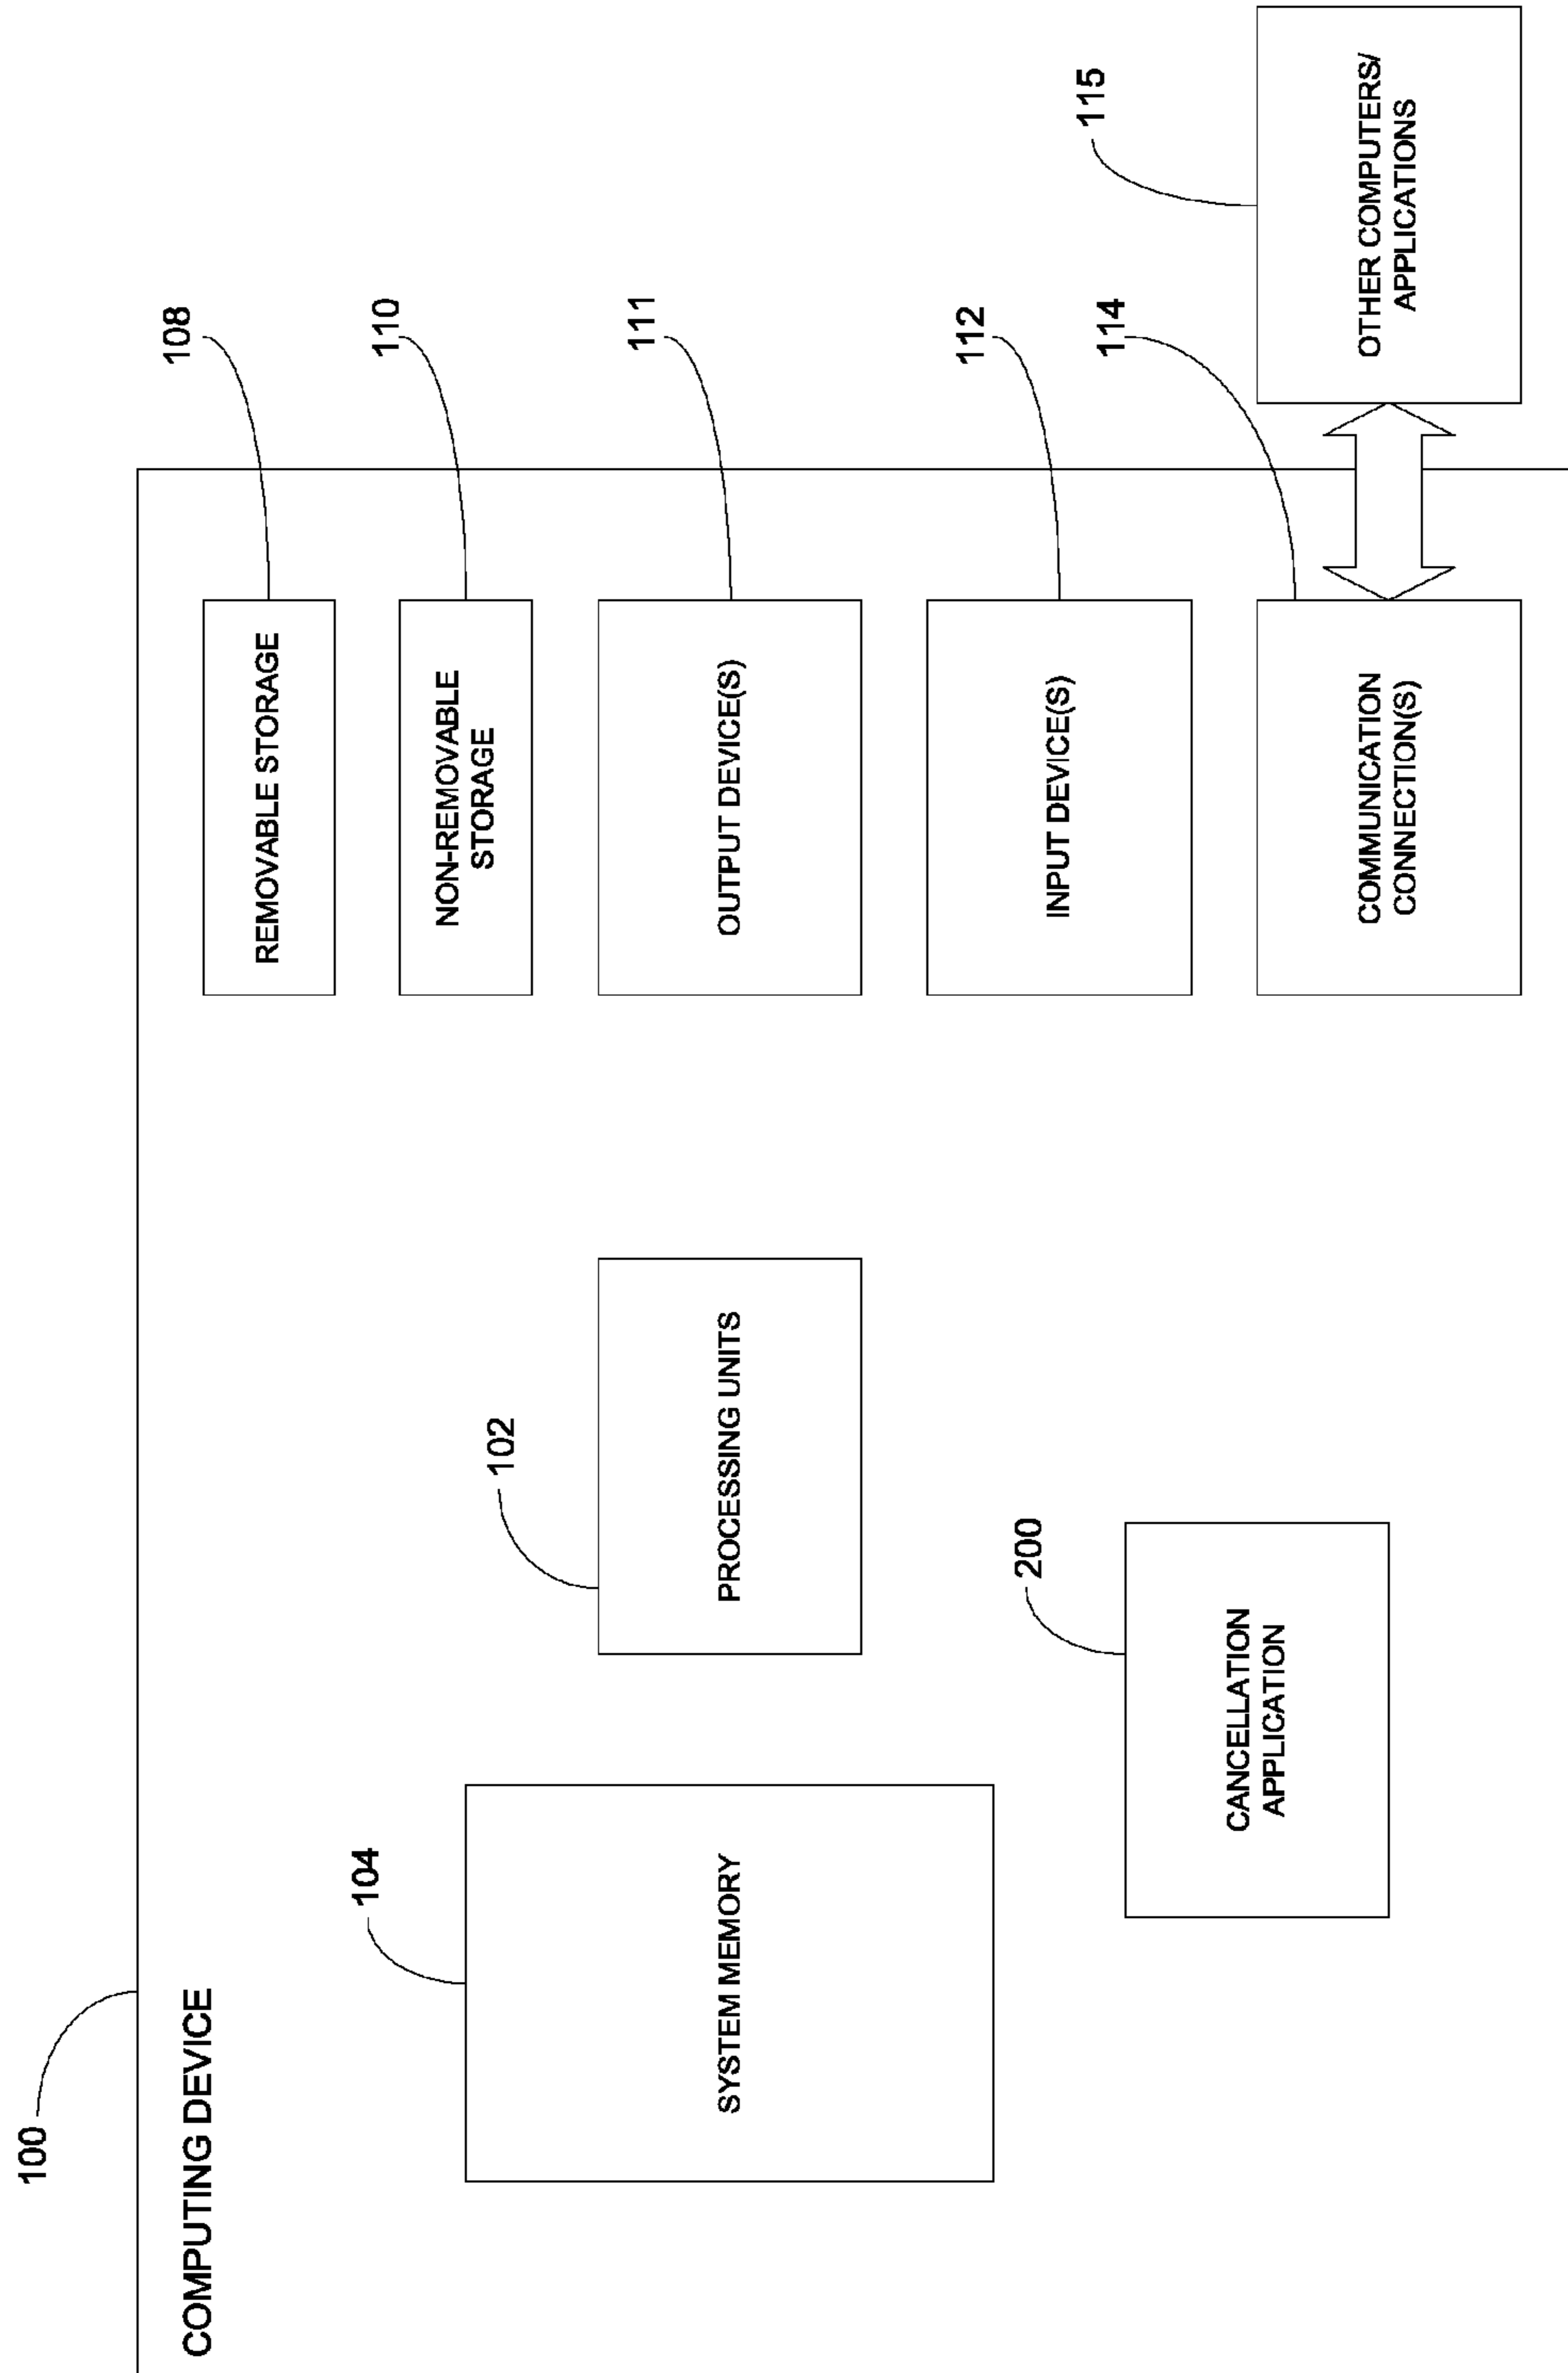 100
COMPUTING DEVICE
104
SYSTEM MEMORY
102
PROCESSING UNITS
200
CANCELLATION
APPLICATION
108
REMOVABLE STORAGE
110
NON-REMOVABLE
STORAGE
111
OUTPUT DEVICE(S)
112
INPUT DEVICE(S)
114
COMMUNICATION
CONNECTION(S)
115
OTHER COMPUTERS/
APPLICATIONS